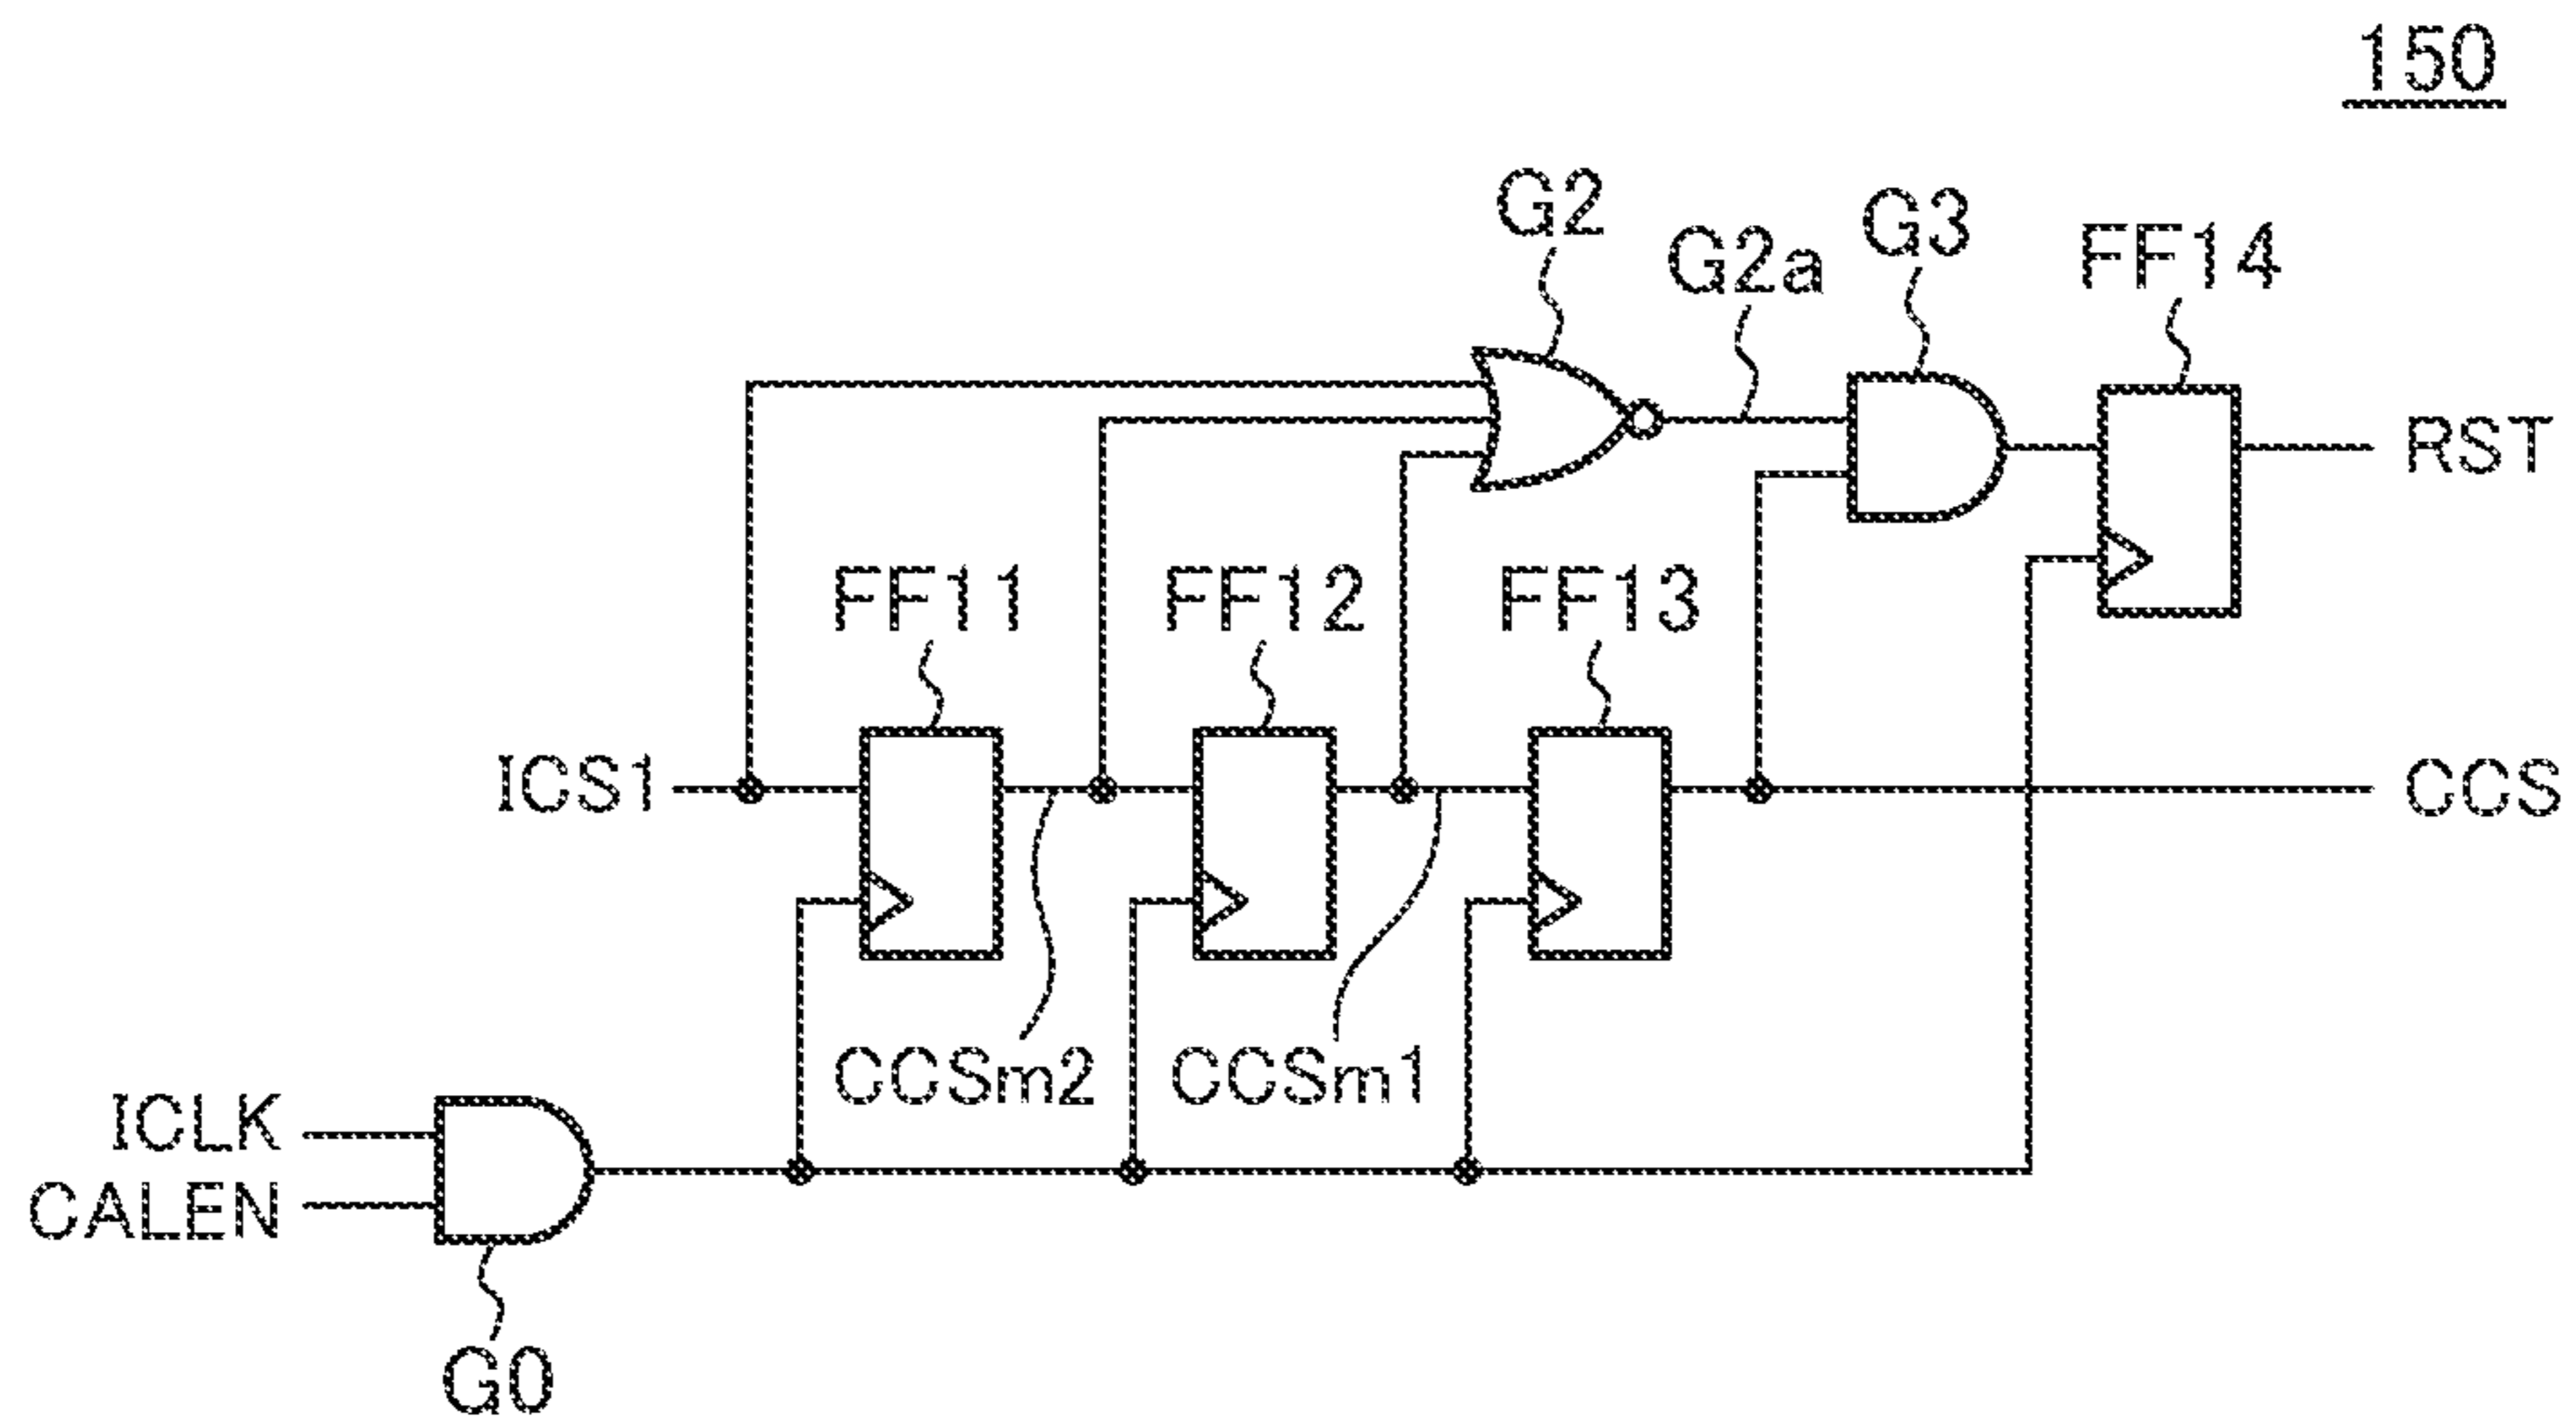 150
G2
G2a
G3
FF14
RST
FF11
FF12
FF13
ICS1
CCS
CCSm2
CCSm1
ICLK
CALEN
G0